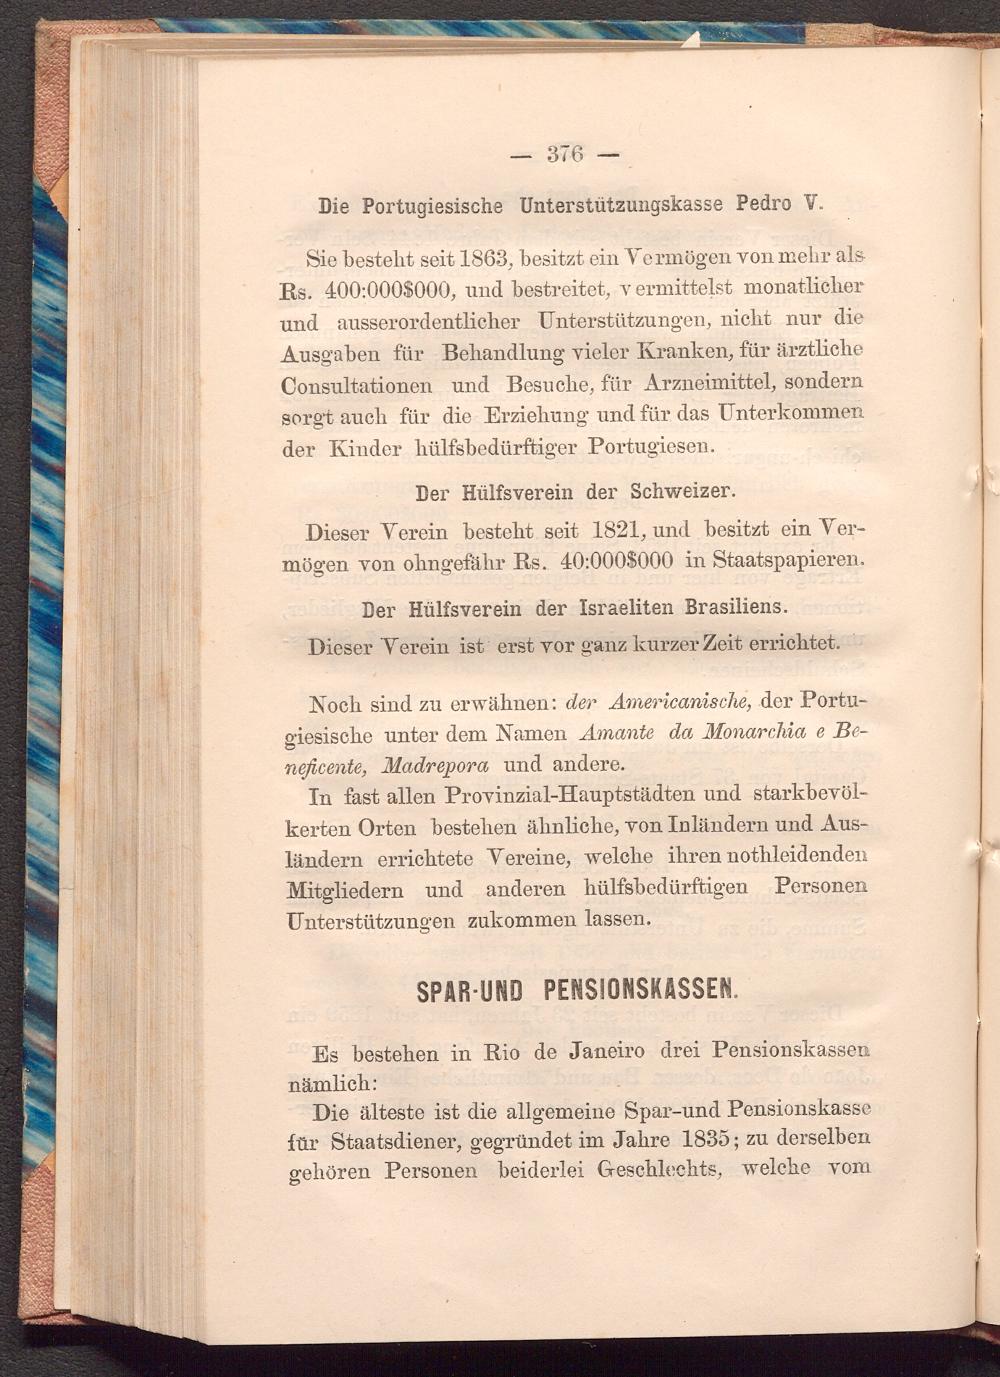 — 376 —
Die Portugiesische Unterstützungskasse Pedro V.
Sie besteht seit 1863, besitzt ein Vermögen von mehr als
Rs. 400:000$000, und bestreitet, vermittelst monatlicher
und ausserordentlicher Unterstützungen, nicht nur die
Ausgaben für Behandlung vieler Kranken, für ärztliche
Consultationen und Besuche, für Arzneimittel, sondern
sorgt auch für die Erziehung und für das Unterkommen
der Kinder hülfsbedürftiger Portugiesen.
Der Hülfsverein der Schweizer.
Dieser Verein besteht seit 1821, und besitzt ein Ver-
mögen von ohngefähr Rs. 40:000$000 in Staatspapieren.
Der Hülfsverein der Israeliten Brasiliens.
Dieser Verein ist erst vor ganz kurzer Zeit errichtet.
Noch sind zu erwähnen: der Americanische, der Portu-
giesische unter dem Namen Amante da Monarchia e Be-
neficente, Madrepora und andere.
In fast allen Provinzial-Hauptstädten und starkbevöl-
kerten Orten bestehen ähnliche, von Inländern und Aus-
ländern errichtete Vereine, welche ihren nothleidenden
Mitgliedern und anderen hülfsbedürftigen Personen
Unterstützungen zukommen lassen.
SPAR-UND PENSIONSKASSEN.
Es bestehen in Rio de Janeiro drei Pensionskassen
nämlich:
Die älteste ist die allgemeine Spar-und Pensionskasse
für Staatsdiener, gegründet im Jahre 1835; zu derselben
gehören Personen beiderlei Geschlechts, welche vom